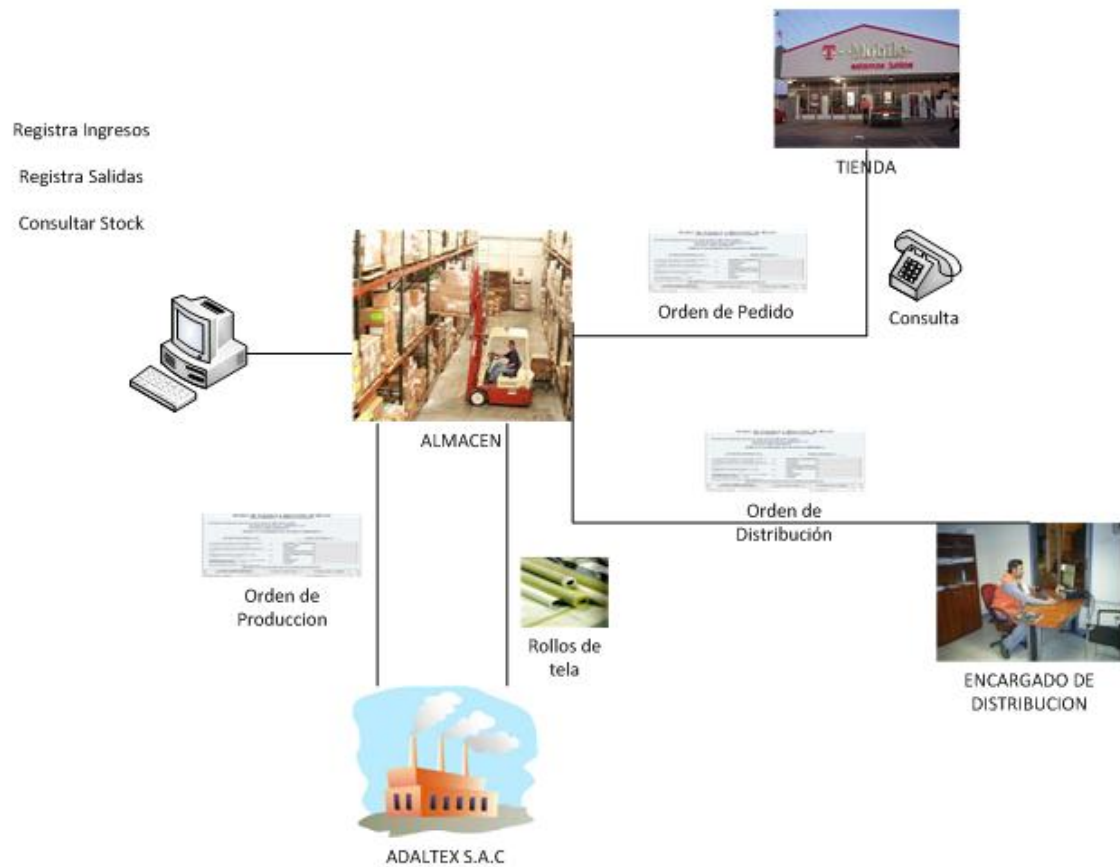 Registra Ingresos
Registra Salidas
Consultar Stock
T · Mobile·
TIENDA
Orden de Pedido
Consulta
ALMACEN
Orden de
Distribución
Orden de
Produccion
Rollos de
tela
ENCARGADO DE
DISTRIBUCION
ADALTEX S.A.C